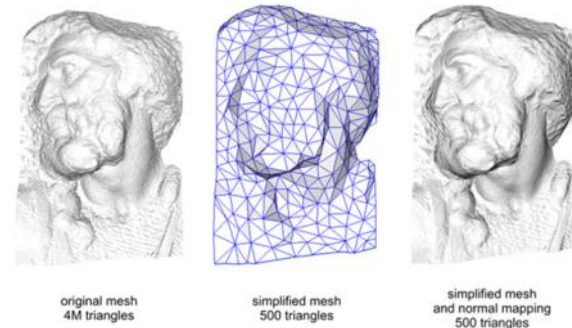 original mesh
4M triangles
simplified mesh
500 triangles
simplified mesh
and normal mapping
500 triangles